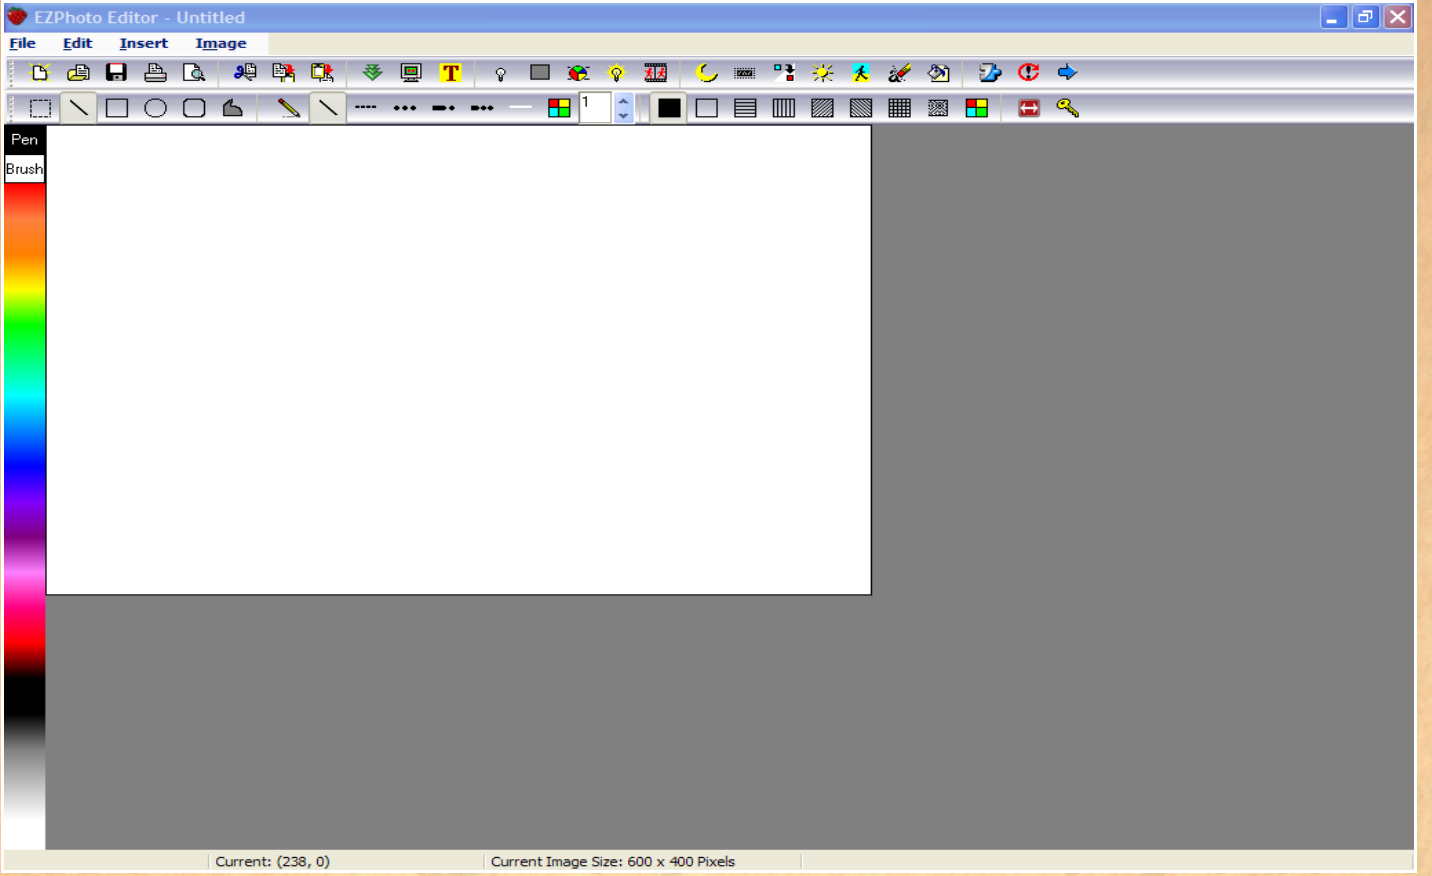 EZPhoto Editor - Untitled
File Edit Insert Image
T
1
Pen
Brush
Current: (238, 0) Current Image Size: 600 x 400 Pixels